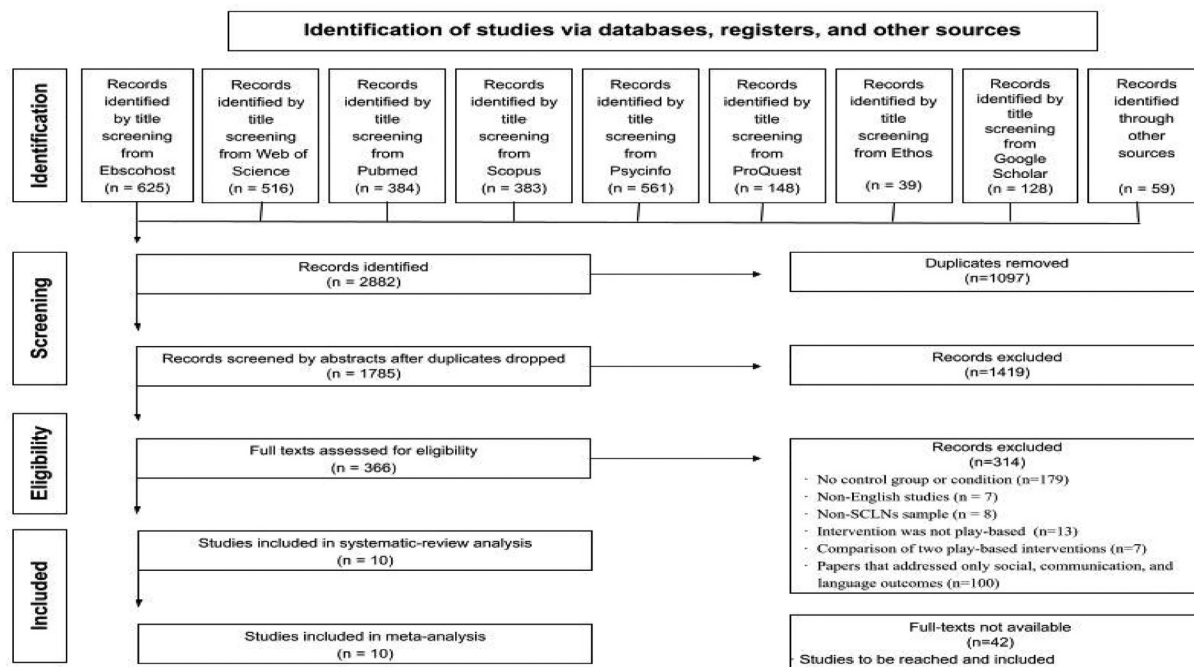 Identification of studies via databases, registers, and other sources
Identification
Records
identified
by title
screening
from
Ebscohost
(n = 625)
Records
identified by
title
screening
from Web of
Science
(n = 516)
Records
identified by
title
screening
from
Pubmed
(n = 384)
Records
identified by
title
screening
from
Scopus
(n = 383)
Records
identified by
title
screening
from
Psycinfo
(n = 561)
Records
identified by
title
screening
from
ProQuest
(n = 148)
Records
identified by
title
screening
from Ethos
(n = 39)
Records
identified by
title
screening
from
Google
Scholar
(n = 128)
Records
identified
through
other
sources
(n = 59)
Screening
Records identified
(n = 2882)
Duplicates removed
(n=1097)
Records screened by abstracts after duplicates dropped
(n = 1785)
Records excluded
(n=1419)
Eligibility
Full texts assessed for eligibility
(n = 366)
Records excluded
(n=314)
· No control group or condition (n=179)
· Non-English studies (n = 7)
· Non-SCLNs sample (n = 8)
· Intervention was not play-based (n=13)
· Comparison of two play-based interventions (n=7)
· Papers that addressed only social, communication, and
language outcomes (n=100)
Included
Studies included in systematic-review analysis
(n = 10)
Studies included in meta-analysis
(n = 10)
Full-texts not available
(n=42)
· Studies to be reached and included